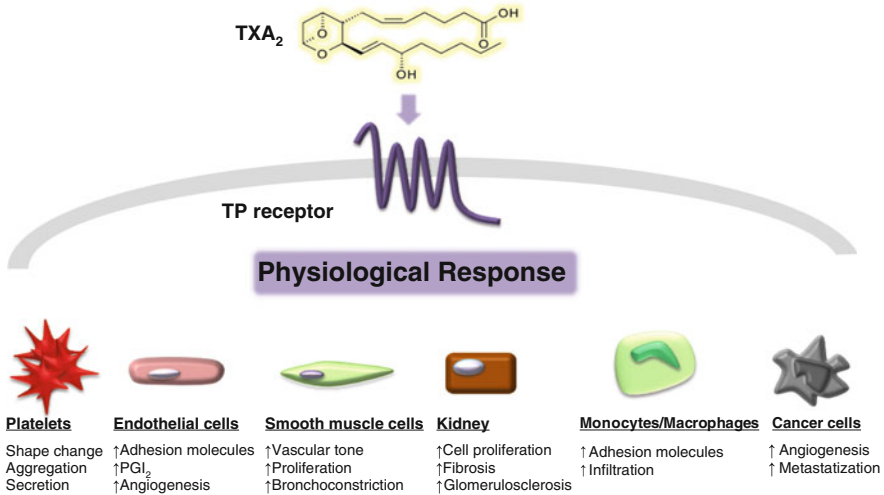 TXA2
OH
O
O
O
OH
TP receptor
Physiological Response
Platelets
Shape change
Aggregation
Secretion
Endothelial cells
↑Adhesion molecules
↑PGI2
↑Angiogenesis
Smooth muscle cells
↑Vascular tone
↑Proliferation
↑Bronchoconstriction
Kidney
↑Cell proliferation
↑Fibrosis
↑Glomerulosclerosis
Monocytes/Macrophages
↑Adhesion molecules
↑Infiltration
Cancer cells
↑ Angiogenesis
↑ Metastatization